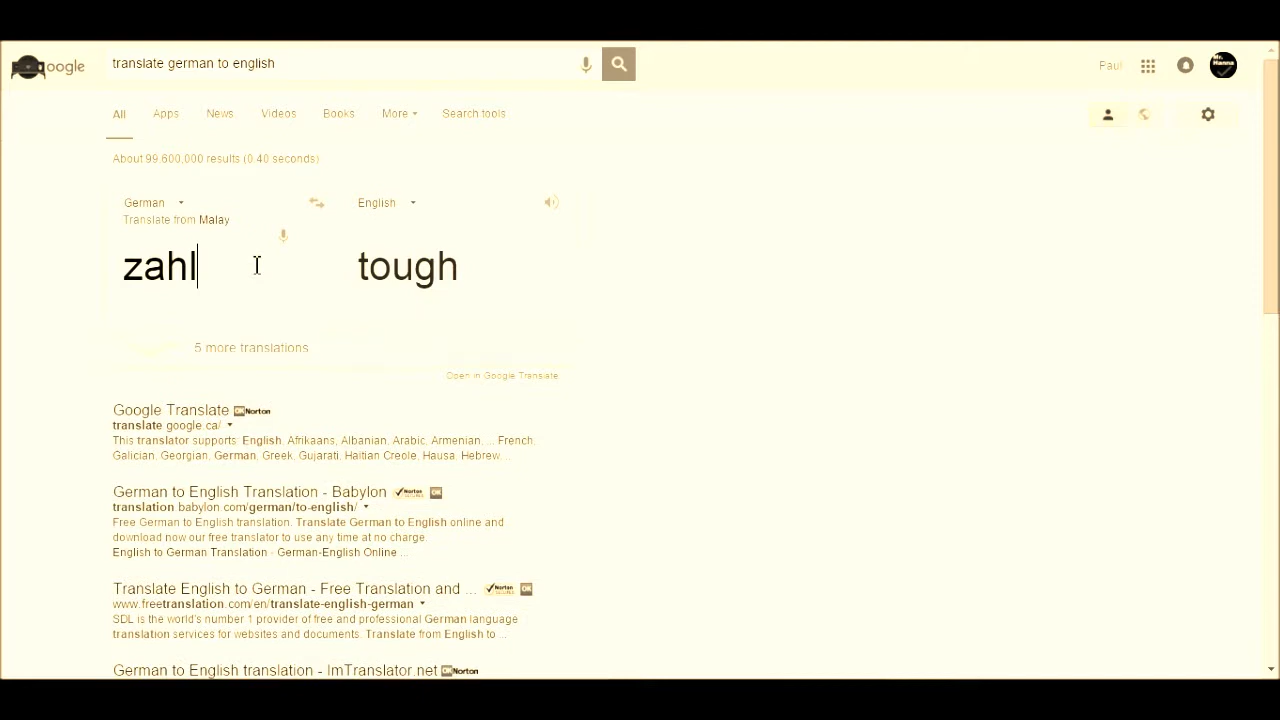 oogle
translate german to english
Paul
Mr. Hanna
All Apps News Videos Books More Search tools
About 99,600,000 results (0.40 seconds)
German English
Translate from Malay
zahl tough
5 more translations
Open in Google Translate
Google Translate OK Norton
translate.google.ca/
This translator supports: English, Afrikaans, Albanian, Arabic, Armenian, ... French,
Galician, Georgian, German, Greek, Gujarati, Haitian Creole, Hausa, Hebrew, ...
German to English Translation - Babylon Norton OK
translation.babylon.com/german/to-english/
Free German to English translation. Translate German to English online and
download now our free translator to use any time at no charge.
English to German Translation - German-English Online ...
Translate English to German - Free Translation and ... Norton OK
www.freetranslation.com/en/translate-english-german
SDL is the world's number 1 provider of free and professional German language
translation services for websites and documents. Translate from English to ...
German to English translation - ImTranslator.net OK Norton